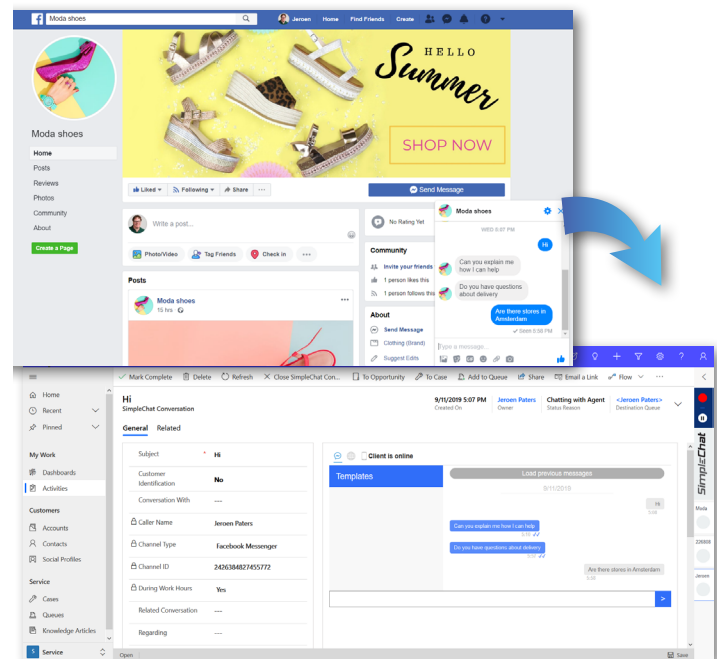 Moda shoes
Jeroen Home Find Friends Create
HELLO
Summer
SHOP NOW
Moda shoes
Home
Posts
Reviews
Photos
Community
About
Create a Page
Liked Following Share
Send Message
Write a post...
Photo/Video Tag Friends Check in
Posts
Moda shoes
15 hrs
No Rating Yet
Community
Invite your friends
1 person likes this
1 person follows this
About
Send Message
Clothing (Brand)
Suggest Edits
Moda shoes
WED 5:07 PM
Hi
Can you explain me
how I can help
Do you have questions
about delivery
Are there stores in
Amsterdam
Seen 5:56 PM
Type a message...
Mark Complete Delete Refresh Close SimpleChat Con... To Opportunity To Case Add to Queue Share Email a Link Flow
Home
Recent
Pinned
My Work
Dashboards
Activities
Customers
Accounts
Contacts
Social Profiles
Service
Cases
Queues
Knowledge Articles
S Service
Hi
SimpleChat Conversation
9/11/2019 5:07 PM
Created On
Jeroen Paters
Owner
Chatting with Agent
Status Reason
<Jeroen Paters>
Destination Queue
General Related
Subject * Hi
Customer
Identification
No
Conversation With ---
Caller Name Jeroen Paters
Channel Type Facebook Messenger
Channel ID 2426384827455772
During Work Hours Yes
Related Conversation ---
Regarding ---
Client is online
Templates
Load previous messages
9/11/2019
Hi
Can you explain me how I can help
Do you have questions about delivery
Are there stores in Amsterdam
>
SimpleChat
Moda
Jeroen
Open
Save